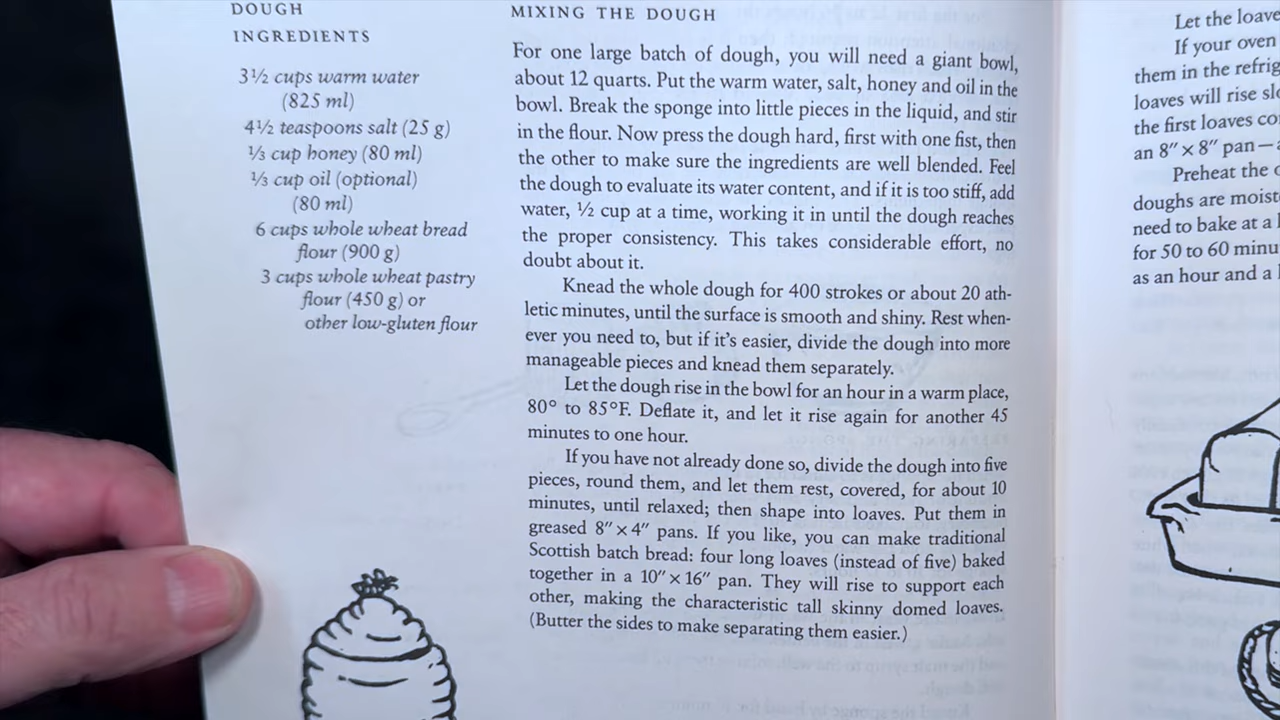 DOUGH
INGREDIENTS
3½ cups warm water
(825 ml)
4½ teaspoons salt (25 g)
⅓ cup honey (80 ml)
⅓ cup oil (optional)
(80 ml)
6 cups whole wheat bread
flour (900 g)
3 cups whole wheat pastry
flour (450 g) or
other low-gluten flour
MIXING THE DOUGH
For one large batch of dough, you will need a giant bowl,
about 12 quarts. Put the warm water, salt, honey and oil in the
bowl. Break the sponge into little pieces in the liquid, and stir
in the flour. Now press the dough hard, first with one fist, then
the other to make sure the ingredients are well blended. Feel
the dough to evaluate its water content, and if it is too stiff, add
water, ½ cup at a time, working it in until the dough reaches
the proper consistency. This takes considerable effort, no
doubt about it.
Knead the whole dough for 400 strokes or about 20 ath-
letic minutes, until the surface is smooth and shiny. Rest when-
ever you need to, but if it's easier, divide the dough into more
manageable pieces and knead them separately.
Let the dough rise in the bowl for an hour in a warm place,
80° to 85°F. Deflate it, and let it rise again for another 45
minutes to one hour.
If you have not already done so, divide the dough into five
pieces, round them, and let them rest, covered, for about 10
minutes, until relaxed; then shape into loaves. Put them in
greased 8″ × 4″ pans. If you like, you can make traditional
Scottish batch bread: four long loaves (instead of five) baked
together in a 10″ × 16″ pan. They will rise to support each
other, making the characteristic tall skinny domed loaves.
(Butter the sides to make separating them easier.)
Let the loave
If your oven
them in the refrig
loaves will rise slo
the first loaves co
an 8″ × 8″ pan—a
Preheat the o
doughs are moist
need to bake at a l
for 50 to 60 minu
as an hour and a h